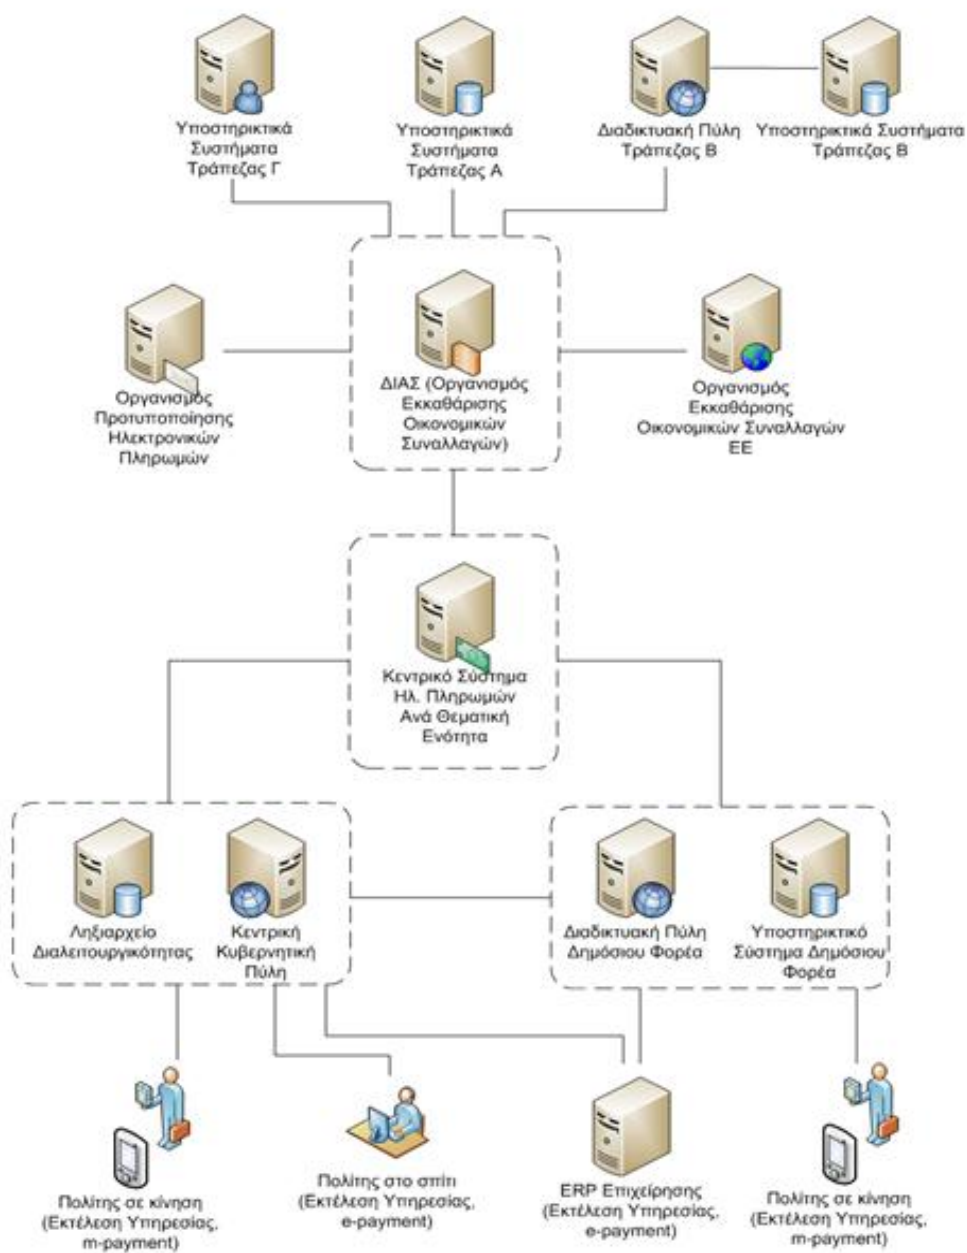 Υποστηρικτικά
Συστήματα
Τράπεζας Γ
Υποστηρικτικά
Συστήματα
Τράπεζας Α
Διαδικτυακή Πύλη
Τράπεζας Β
Υποστηρικτικά Συστήματα
Τράπεζας Β
Οργανισμός
Προτυποποίησης
Ηλεκτρονικών
Πληρωμών
ΔΙΑΣ (Οργανισμός
Εκκαθάρισης
Οικονομικών
Συναλλαγών)
Οργανισμός
Εκκαθάρισης
Οικονομικών Συναλλαγών
ΕΕ
Κεντρικό Σύστημα
Ηλ. Πληρωμών
Ανά Θεματική
Ενότητα
Ληξιαρχείο
Διαλειτουργικότητας
Κεντρική
Κυβερνητική
Πύλη
Διαδικτυακή Πύλη
Δημόσιου Φορέα
Υποστηρικτικό
Σύστημα Δημόσιου
Φορέα
Πολίτης σε κίνηση
(Εκτέλεση Υπηρεσίας,
m-payment)
Πολίτης στο σπίτι
(Εκτέλεση Υπηρεσίας,
e-payment)
ERP Επιχείρησης
(Εκτέλεση Υπηρεσίας,
e-payment)
Πολίτης σε κίνηση
(Εκτέλεση Υπηρεσίας,
m-payment)